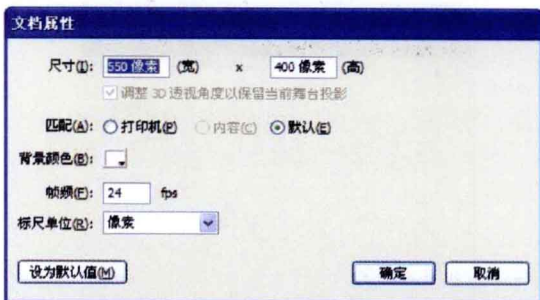 文档属性
尺寸(I): 550 像素 (宽) x 400 像素 (高)
调整 3D 透视角度以保留当前舞台投影
匹配(A): 打印机(P) 内容(C) 默认(E)
背景颜色(B):
帧频(F): 24 fps
标尺单位(R): 像素
设为默认值(M) 确定 取消